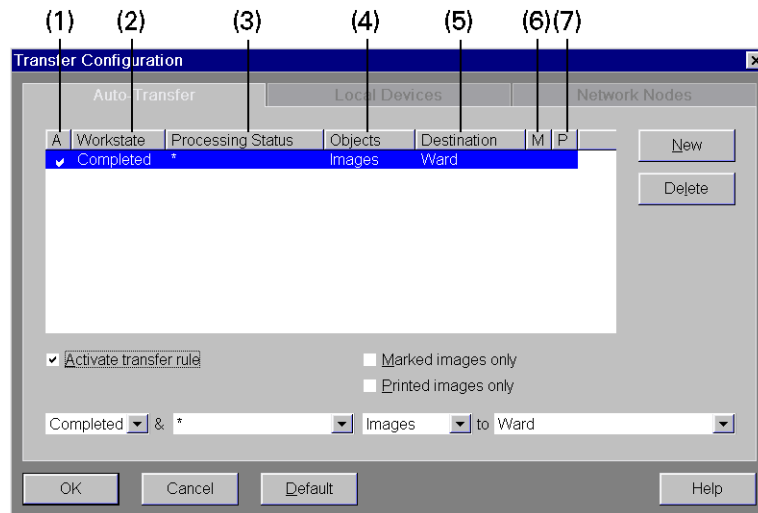 (1) (2) (3) (4) (5) (6) (7)
Transfer Configuration
Auto-Transfer Local Devices Network Nodes
A Workstate Processing Status Objects Destination M P
Completed * Images Ward
New
Delete
Activate transfer rule
Marked images only
Printed images only
Completed & * Images to Ward
OK Cancel Default Help